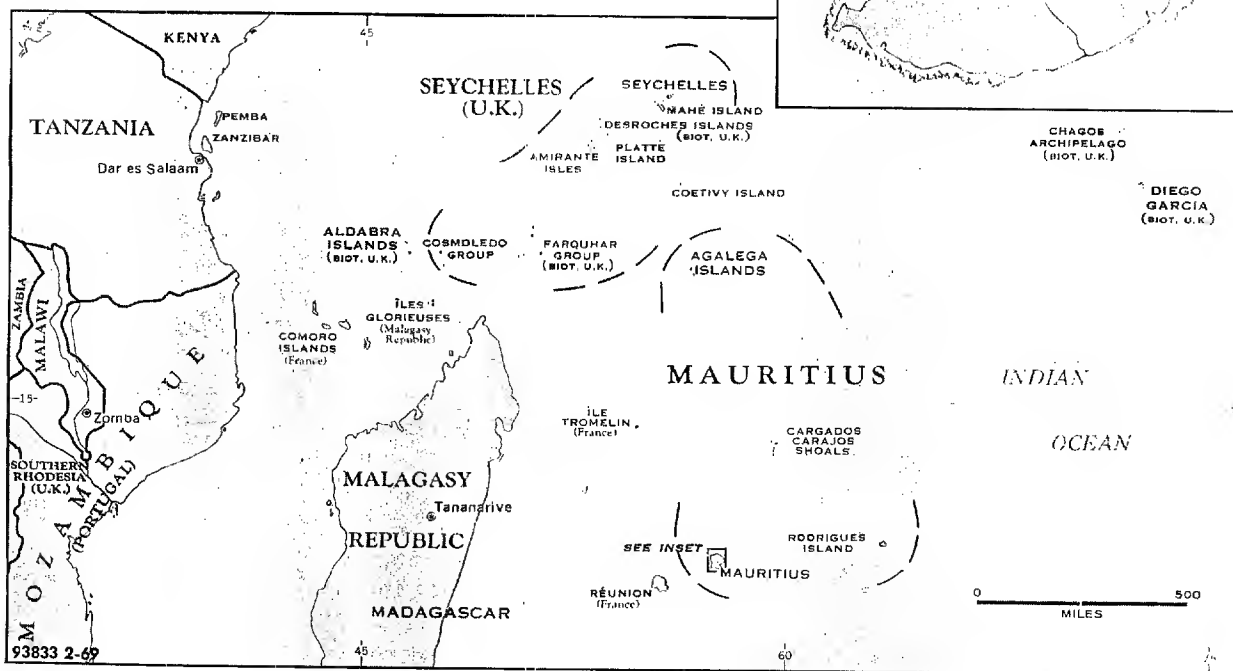 KENYA
45
SEYCHELLES
(U.K.)
SEYCHELLES
MAHÉ ISLAND
DESROCHES ISLANDS
(BIOT, U.K.)
PLATTE
ISLAND
AMIRANTE
ISLES
COETIVY ISLAND
CHAGOS
ARCHIPELAGO
(BIOT, U.K.)
DIEGO
GARCIA
(BIOT, U.K.)
TANZANIA
PEMBA
ZANZIBAR
Dar es Salaam
ALDABRA
ISLANDS
(BIOT, U.K.)
COSMOLEDO
GROUP
FARQUHAR
GROUP
(BIOT, U.K.)
AGALEGA
ISLANDS
ZAMBIA
MALAWI
ÎLES
GLORIEUSES
(Malagasy
Republic)
COMORO
ISLANDS
(France)
MAURITIUS
INDIAN
OCEAN
15
Zomba
ÎLE
TROMELIN
(France)
CARGADOS
CARAJOS
SHOALS
SOUTHERN
RHODESIA
(U.K.)
MOZAMBIQUE
(PORTUGAL)
MALAGASY
REPUBLIC
Tananarive
SEE INSET
MAURITIUS
RODRIGUES
ISLAND
RÉUNION
(France)
MADAGASCAR
0 500
MILES
93833 2-69
45
60